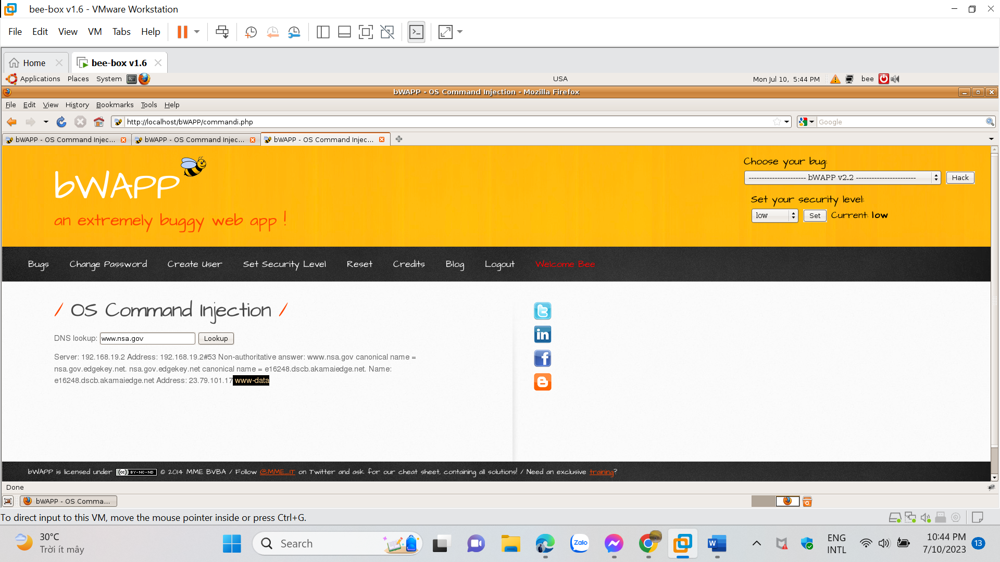 bee-box v1.6 - VMware Workstation
File Edit View VM Tabs Help
Home bee-box v1.6
Applications Places System USA Mon Jul 10, 5:44 PM bee
bWAPP - OS Command Injection - Mozilla Firefox
File Edit View History Bookmarks Tools Help
http://localhost/bWAPP/commandi.php Google
bWAPP - OS Command Injec... bWAPP - OS Command Injec... bWAPP - OS Command Injec...
Choose your bug:
bWAPP
---------------------- bWAPP v2.2 ----------------------- Hack
Set your security level:
low Set Current: low
an extremely buggy web app !
Bugs Change Password Create User Set Security Level Reset Credits Blog Logout Welcome Bee
/ OS Command Injection /
DNS lookup: www.nsa.gov Lookup
Server: 192.168.19.2 Address: 192.168.19.2#53 Non-authoritative answer: www.nsa.gov canonical name =
nsa.gov.edgekey.net. nsa.gov.edgekey.net canonical name = e16248.dscb.akamaiedge.net. Name:
e16248.dscb.akamaiedge.net Address: 23.79.101.17 www-data
bWAPP is licensed under CC BY-NC-ND © 2014 MME BVBA / Follow @MME_IT on Twitter and ask for our cheat sheet, containing all solutions! / Need an exclusive training?
Done
bWAPP - OS Comma...
To direct input to this VM, move the mouse pointer inside or press Ctrl+G.
30°C
Trời ít mây
Search
Zalo
ENG
INTL
10:44 PM
7/10/2023
13